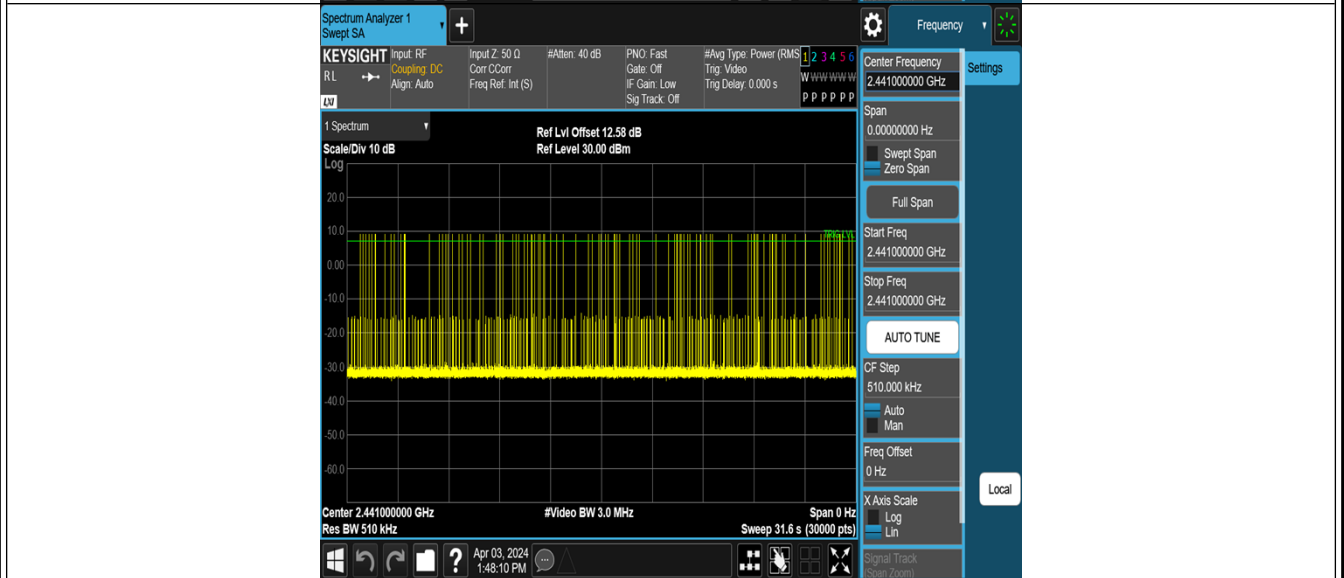 Spectrum Analyzer 1
Swept SA
+
Frequency
KEYSIGHT
RL
LXI
Input: RF
Coupling: DC
Align: Auto
Input Z: 50 Ω
Corr CCorr
Freq Ref: Int (S)
#Atten: 40 dB
PNO: Fast
Gate: Off
IF Gain: Low
Sig Track: Off
#Avg Type: Power (RMS
Trig: Video
Trig Delay: 0.000 s
1 2 3 4 5 6
W W W W W W
P P P P P P
1 Spectrum
Scale/Div 10 dB
Ref Lvl Offset 12.58 dB
Ref Level 30.00 dBm
Log
20.0
10.0
TRIG LVL
0.00
-10.0
-20.0
-30.0
-40.0
-50.0
-60.0
Center 2.441000000 GHz
Res BW 510 kHz
#Video BW 3.0 MHz
Span 0 Hz
Sweep 31.6 s (30000 pts)
Center Frequency
2.441000000 GHz
Settings
Span
0.00000000 Hz
Swept Span
Zero Span
Full Span
Start Freq
2.441000000 GHz
Stop Freq
2.441000000 GHz
AUTO TUNE
CF Step
510.000 kHz
Auto
Man
Freq Offset
0 Hz
X Axis Scale
Log
Lin
Signal Track
(Span Zoom)
Local
?
Apr 03, 2024
1:48:10 PM